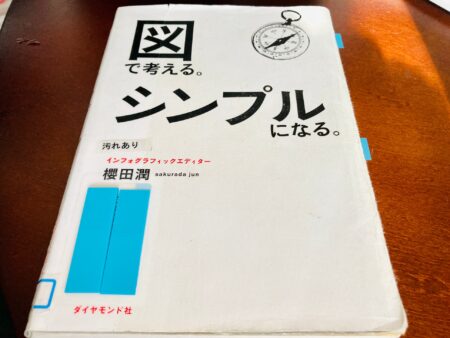 図
で考える。
シンプル
になる。
汚れあり
インフォグラフィックエディター
櫻田潤 sakurada jun
ダイヤモンド社